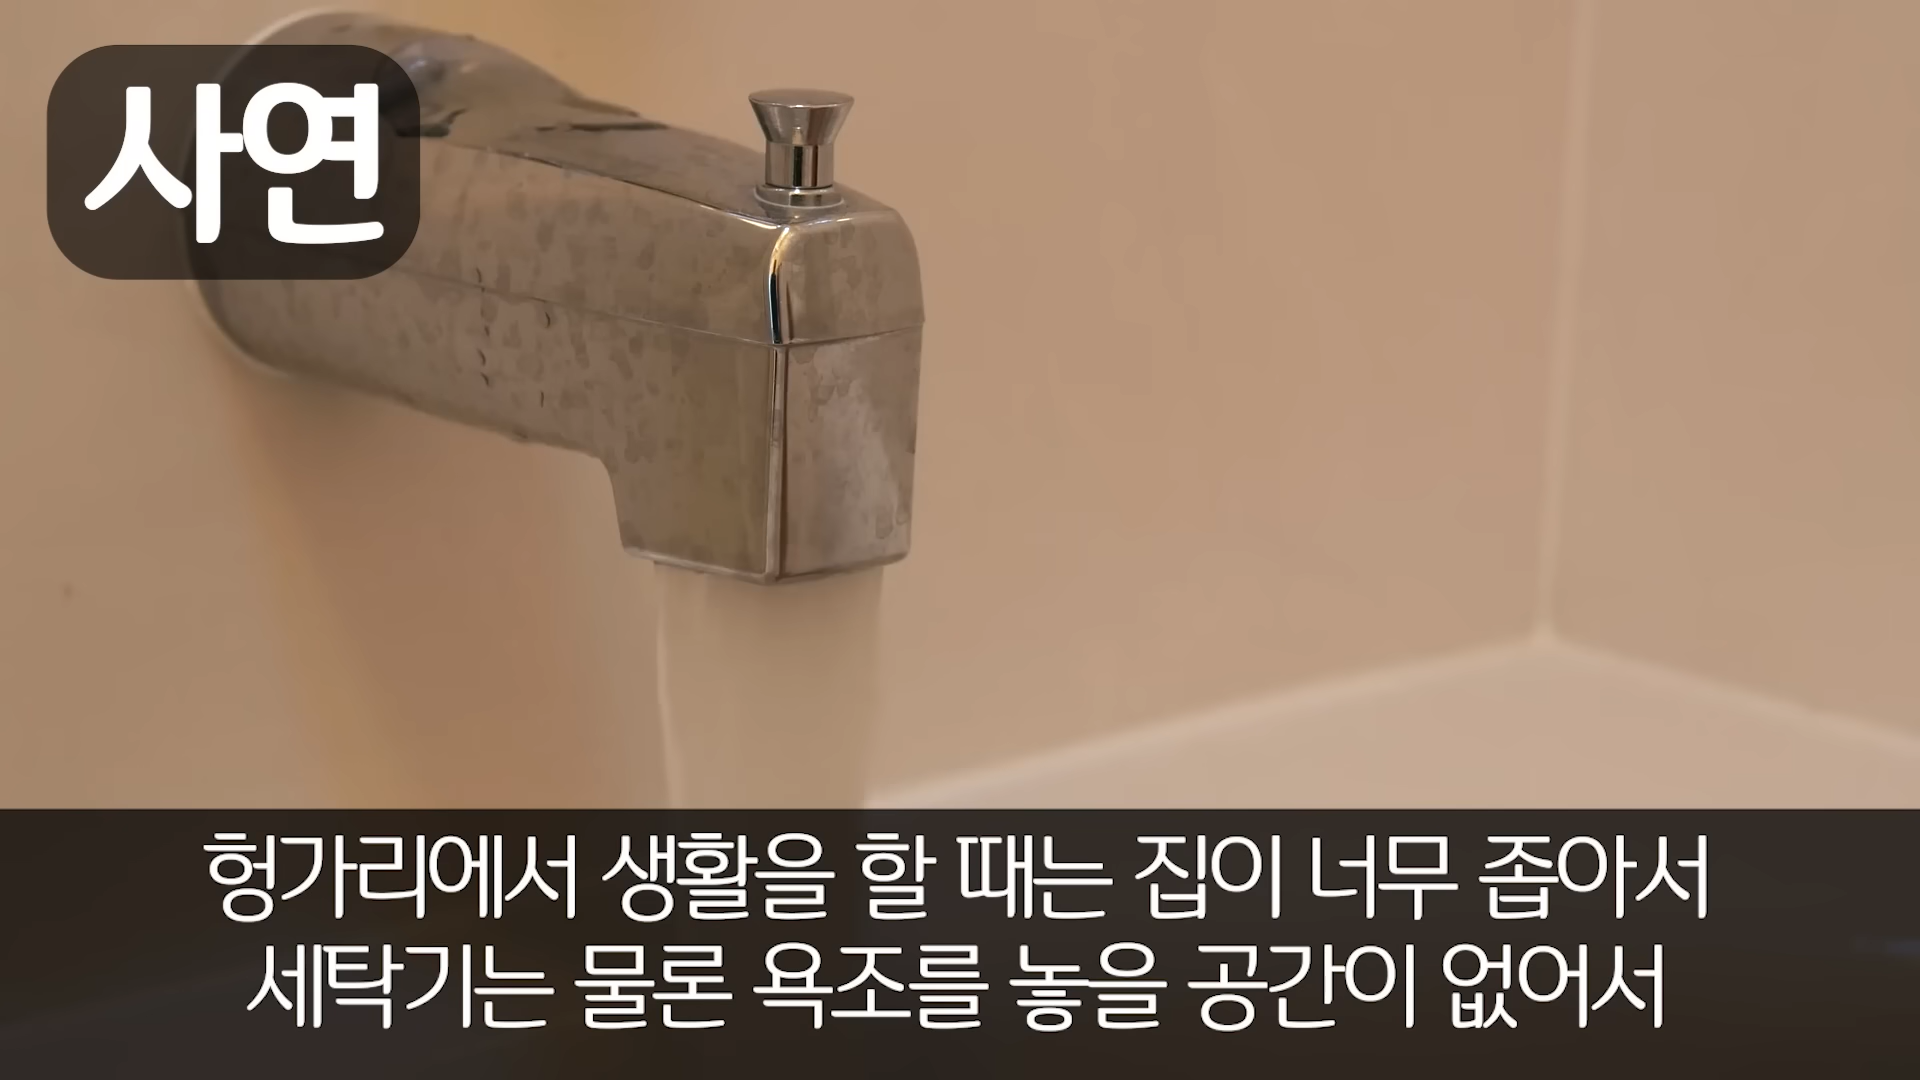 사연
헝가리에서 생활을 할 때는 집이 너무 좁아서
세탁기는 물론 욕조를 놓을 공간이 없어서